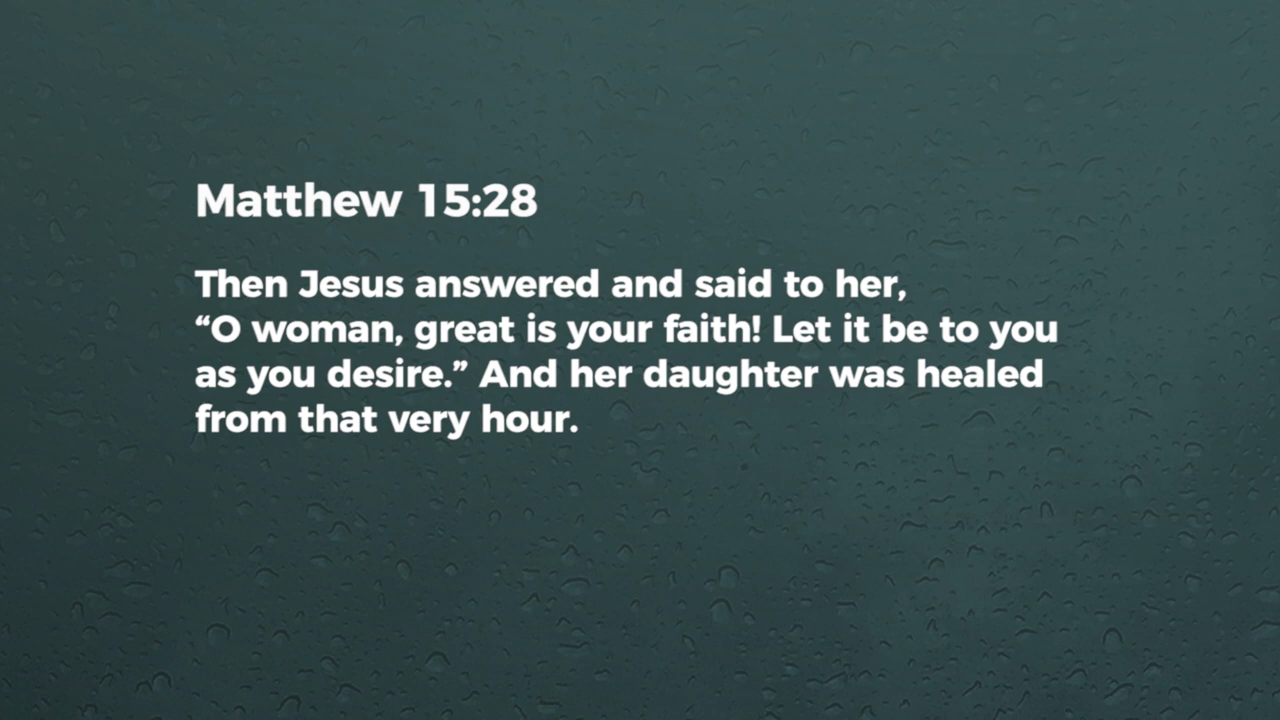 Matthew 15:28
Then Jesus answered and said to her,
“O woman, great is your faith! Let it be to you
as you desire.” And her daughter was healed
from that very hour.